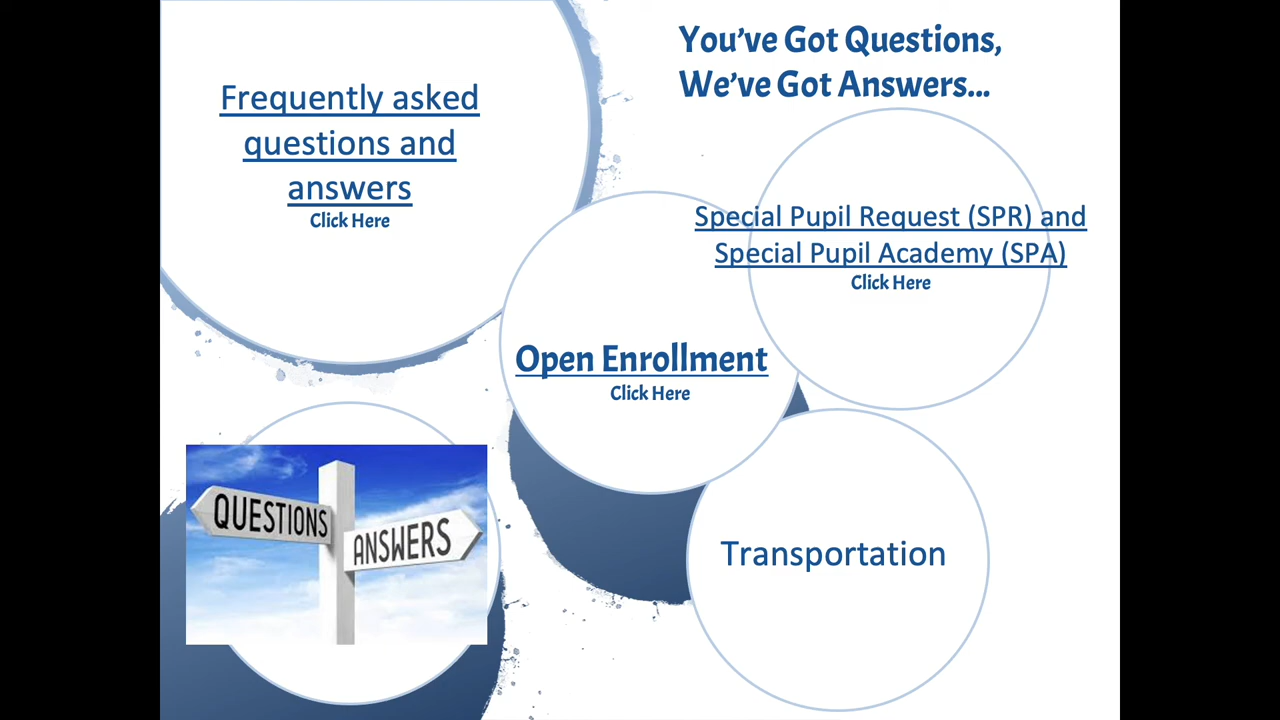 You’ve Got Questions,
We’ve Got Answers...
Frequently asked
questions and
answers
Click Here
Special Pupil Request (SPR) and
Special Pupil Academy (SPA)
Click Here
Open Enrollment
Click Here
QUESTIONS
ANSWERS
Transportation